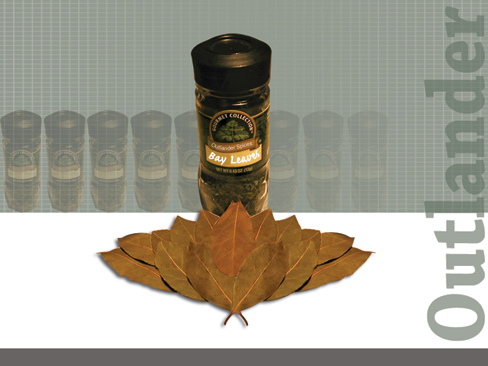 GOURMET COLLECTION
Outlander Spices
Bay Leaves
Outlander